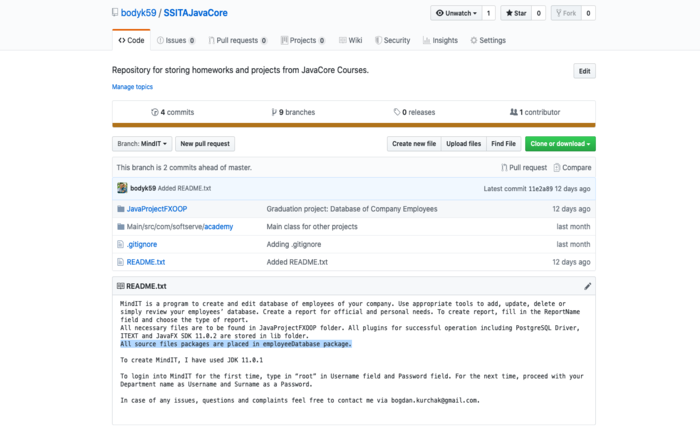 bodyk59 / SSITAJavaCore
Unwatch 1 Star 0 Fork 0
Code Issues 0 Pull requests 0 Projects 0 Wiki Security Insights Settings
Repository for storing homeworks and projects from JavaCore Courses. Edit
Manage topics
4 commits 9 branches 0 releases 1 contributor
Branch: MindIT New pull request Create new file Upload files Find File Clone or download
This branch is 2 commits ahead of master. Pull request Compare
bodyk59 Added README.txt Latest commit 11e2a89 12 days ago
JavaProjectFXOOP Graduation project: Database of Company Employees 12 days ago
Main/src/com/softserve/academy Main class for other projects last month
.gitignore Adding .gitignore last month
README.txt Added README.txt 12 days ago
README.txt
MindIT is a program to create and edit database of employees of your company. Use appropriate tools to add, update, delete or
simply review your employees' database. Create a report for official and personal needs. To create report, fill in the ReportName
field and choose the type of report.
All necessary files are to be found in JavaProjectFXOOP folder. All plugins for successful operation including PostgreSQL Driver,
ITEXT and JavaFX SDK 11.0.2 are stored in lib folder.
All source files packages are placed in employeeDatabase package.
To create MindIT, I have used JDK 11.0.1
To login into MindIT for the first time, type in "root" in Username field and Password field. For the next time, proceed with your
Department name as Username and Surname as a Password.
In case of any issues, questions and complaints feel free to contact me via bogdan.kurchak@gmail.com.